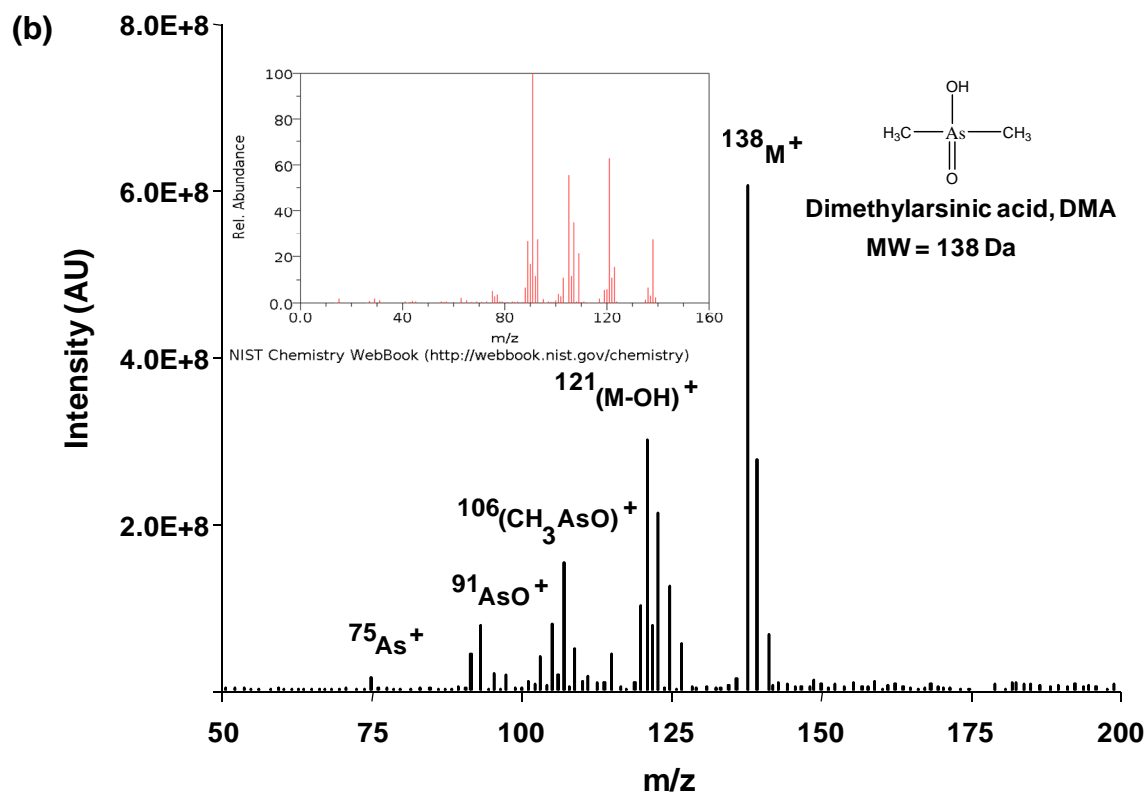 (b)
8.0E+8
6.0E+8
4.0E+8
2.0E+8
Intensity (AU)
50
75
100
125
150
175
200
m/z
100
80
60
40
20
0.0
Rel. Abundance
0.0
40
80
120
160
m/z
NIST Chemistry WebBook (http://webbook.nist.gov/chemistry)
138M+
121(M-OH)+
106(CH3AsO)+
91AsO+
75As+
OH
H3C As CH3
O
Dimethylarsinic acid, DMA
MW = 138 Da